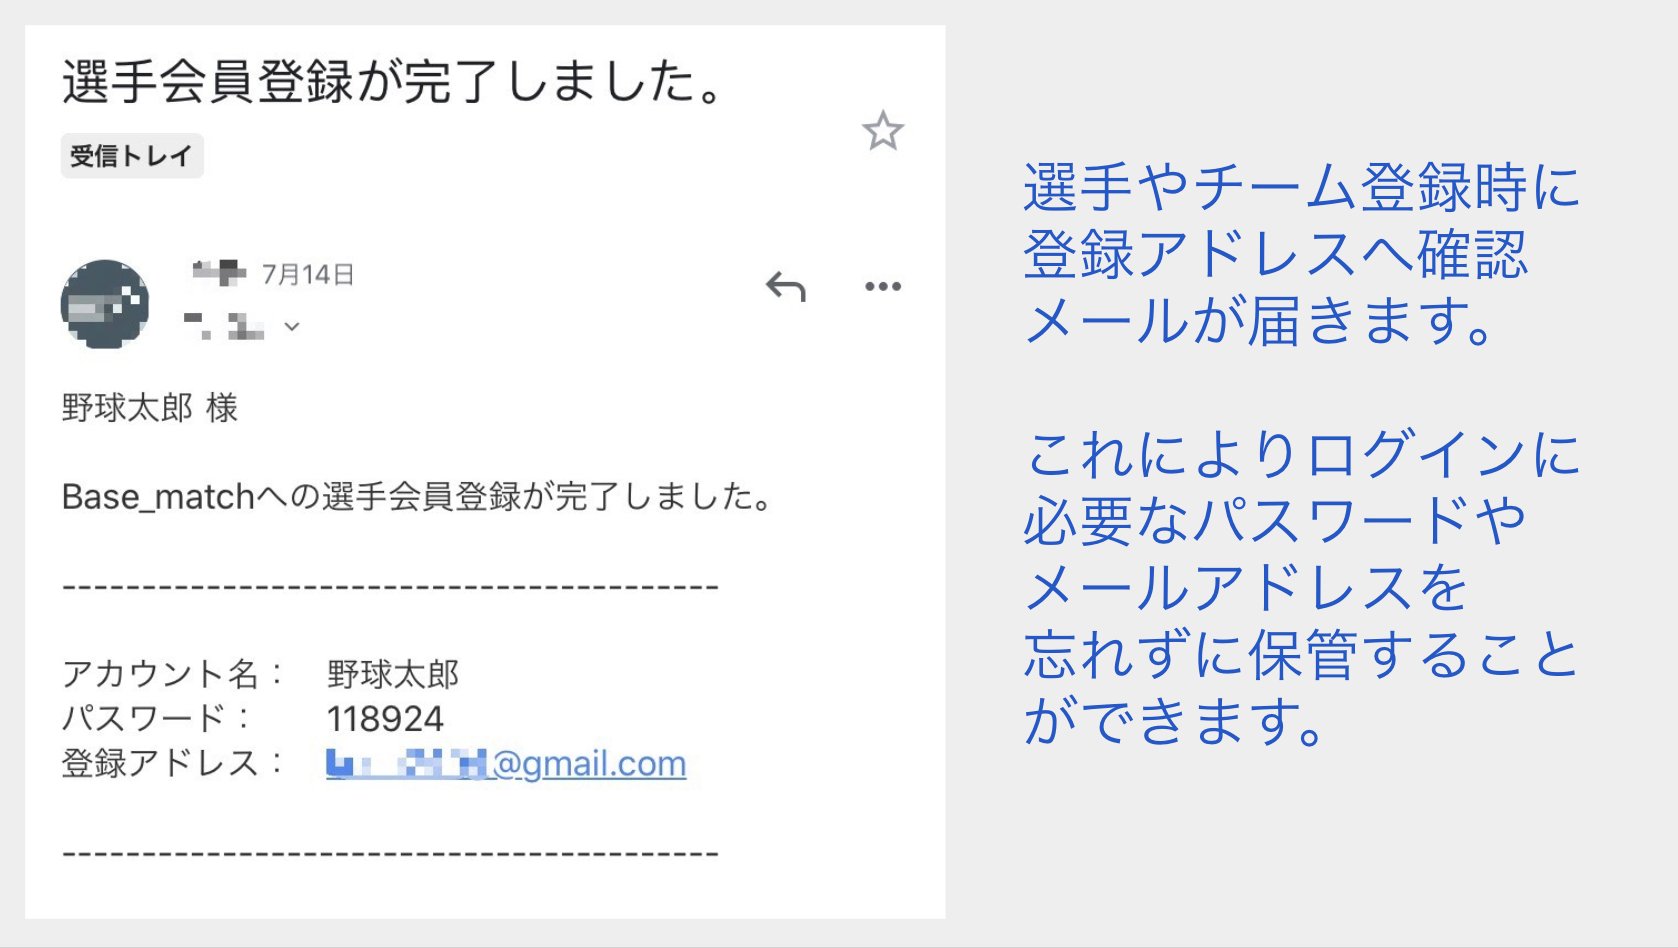 選手会員登録が完了しました。
受信トレイ
7月14日
野球太郎 様
Base_matchへの選手会員登録が完了しました。
-----------------------------------------
アカウント名： 野球太郎
パスワード： 118924
登録アドレス： @gmail.com
-----------------------------------------
選手やチーム登録時に
登録アドレスへ確認
メールが届きます。
これによりログインに
必要なパスワードや
メールアドレスを
忘れずに保管すること
ができます。